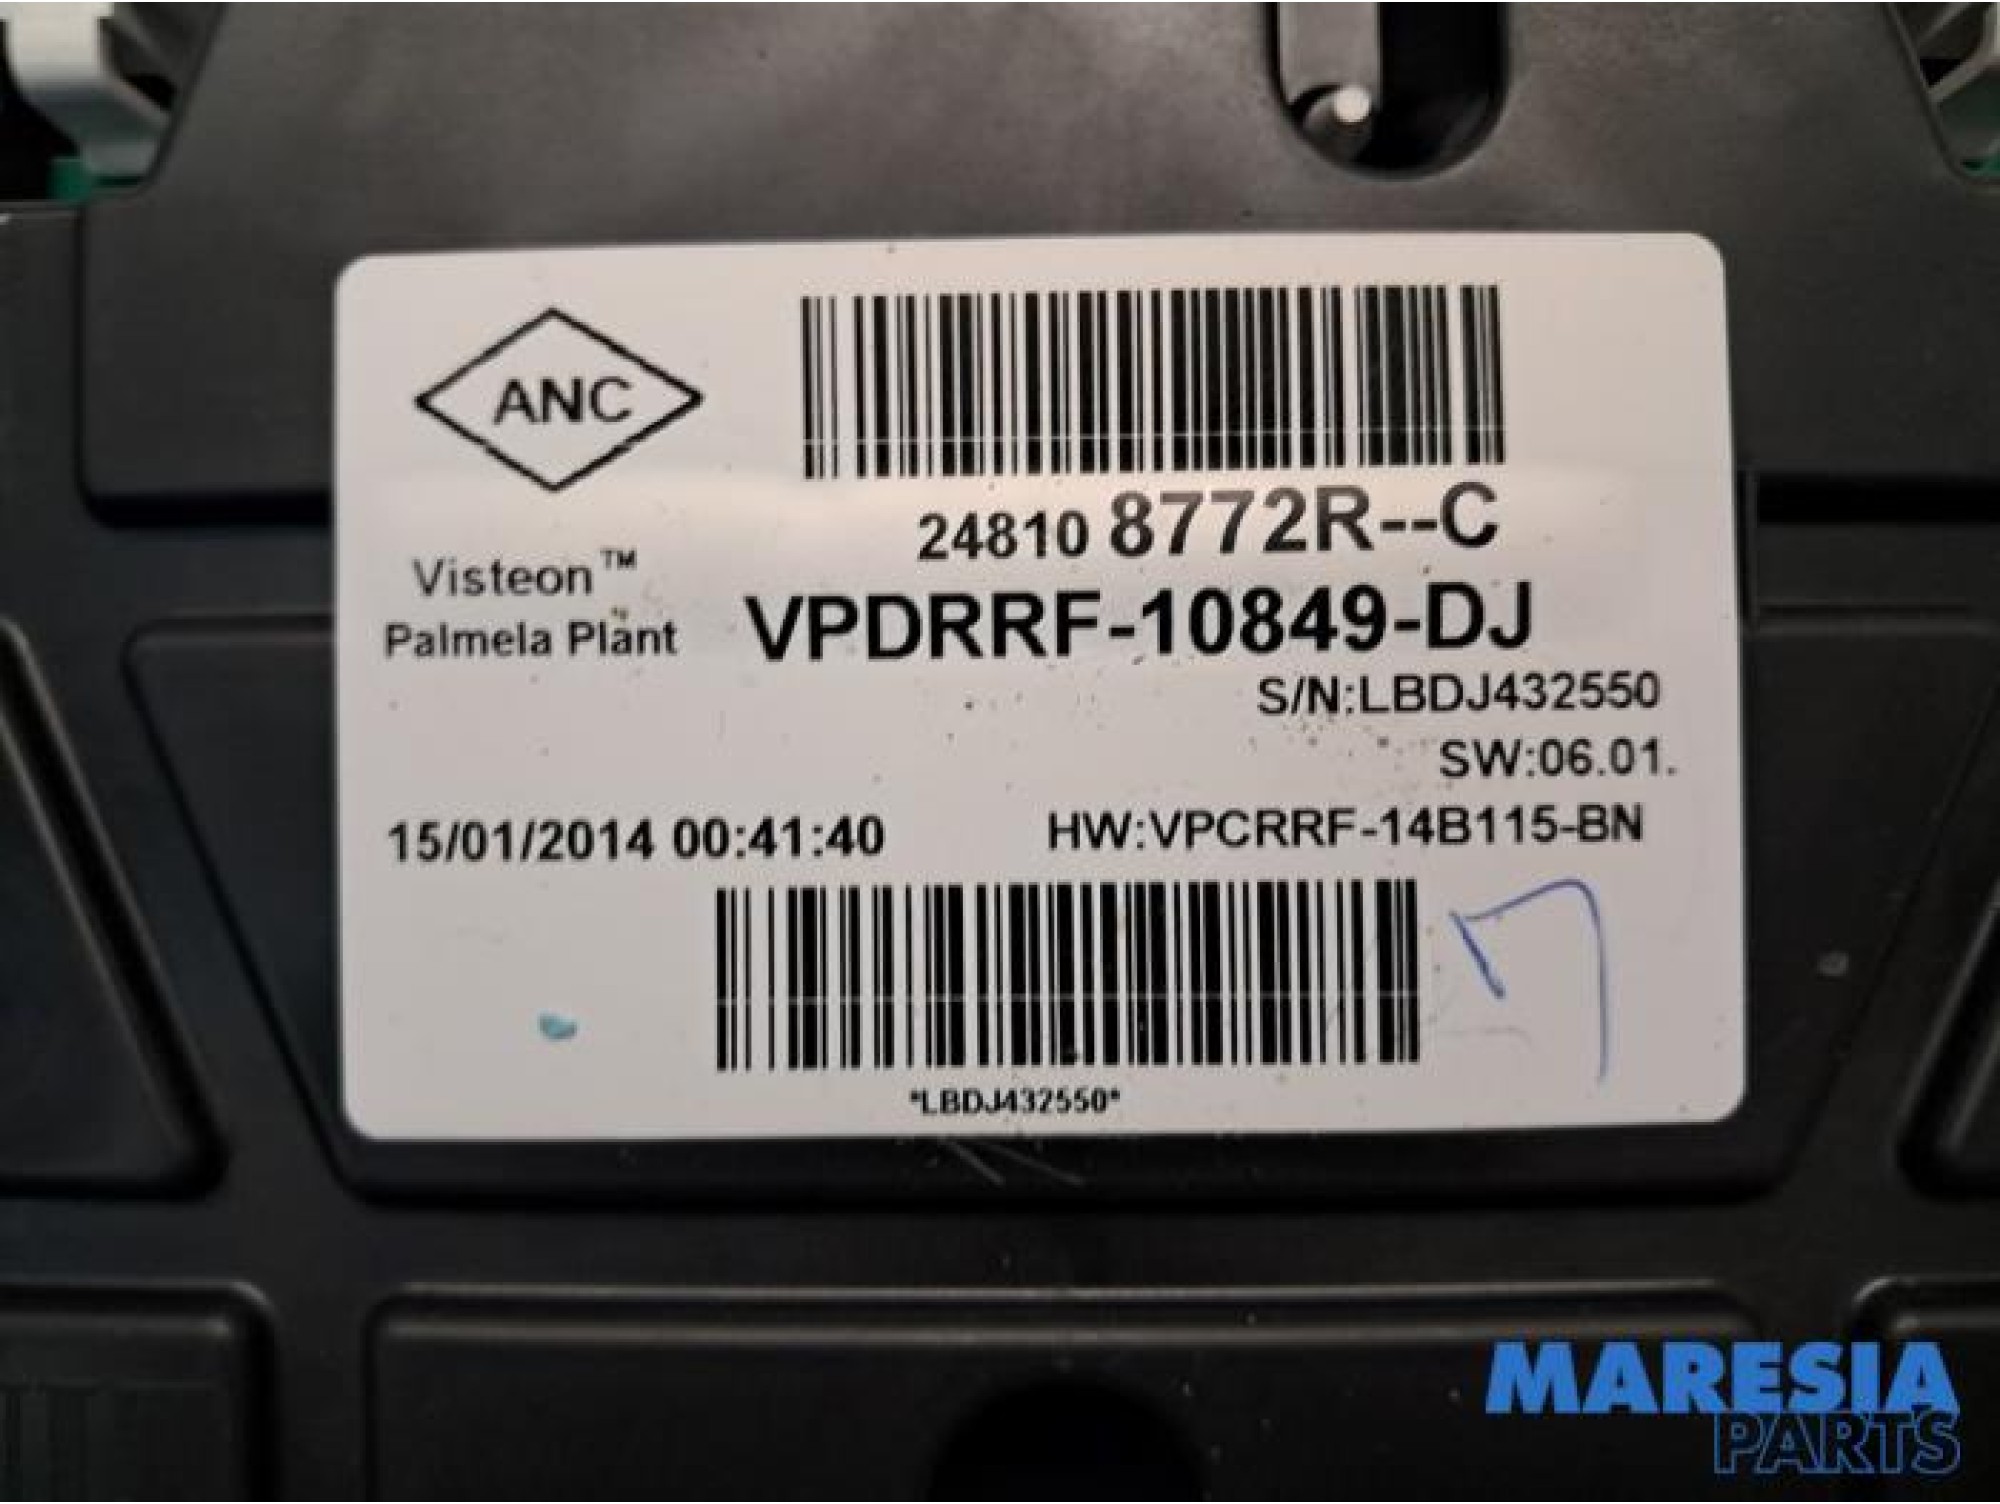 ANC
24810 8772R--C
Visteon™
Palmela Plant
VPDRRF-10849-DJ
S/N:LBDJ432550
SW:06.01.
15/01/2014 00:41:40
HW:VPCRRF-14B115-BN
*LBDJ432550*
MARESIA
PARTS